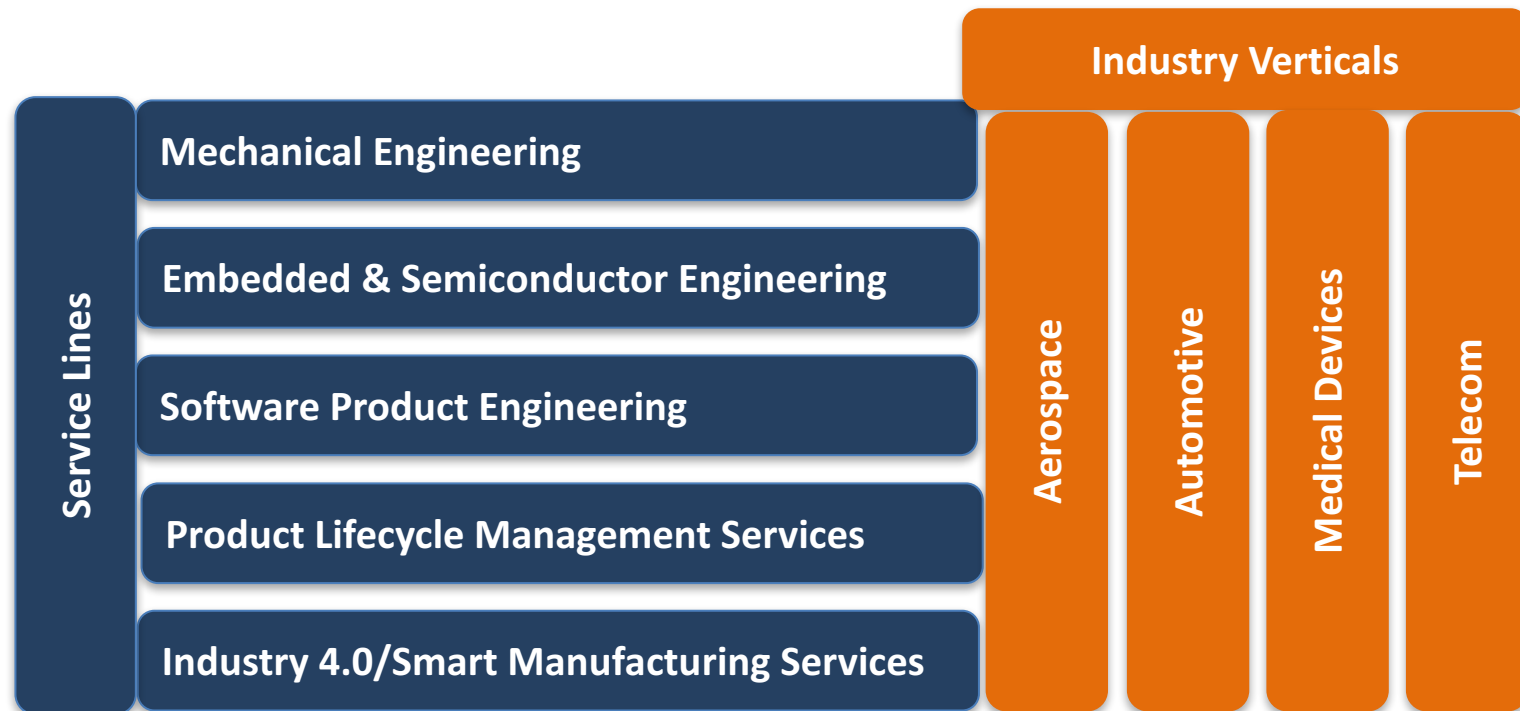 Industry Verticals
Service Lines
Mechanical Engineering
Embedded & Semiconductor Engineering
Software Product Engineering
Product Lifecycle Management Services
Industry 4.0/Smart Manufacturing Services
Aerospace
Automotive
Medical Devices
Telecom